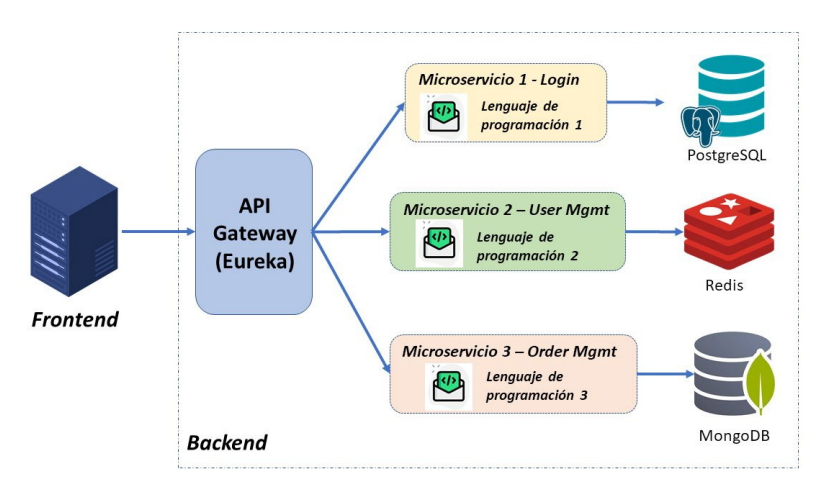 Frontend
API
Gateway
(Eureka)
Microservicio 1 - Login
</>
Lenguaje de
programación 1
PostgreSQL
Microservicio 2 – User Mgmt
</>
Lenguaje de
programación 2
Redis
Microservicio 3 – Order Mgmt
</>
Lenguaje de
programación 3
MongoDB
Backend